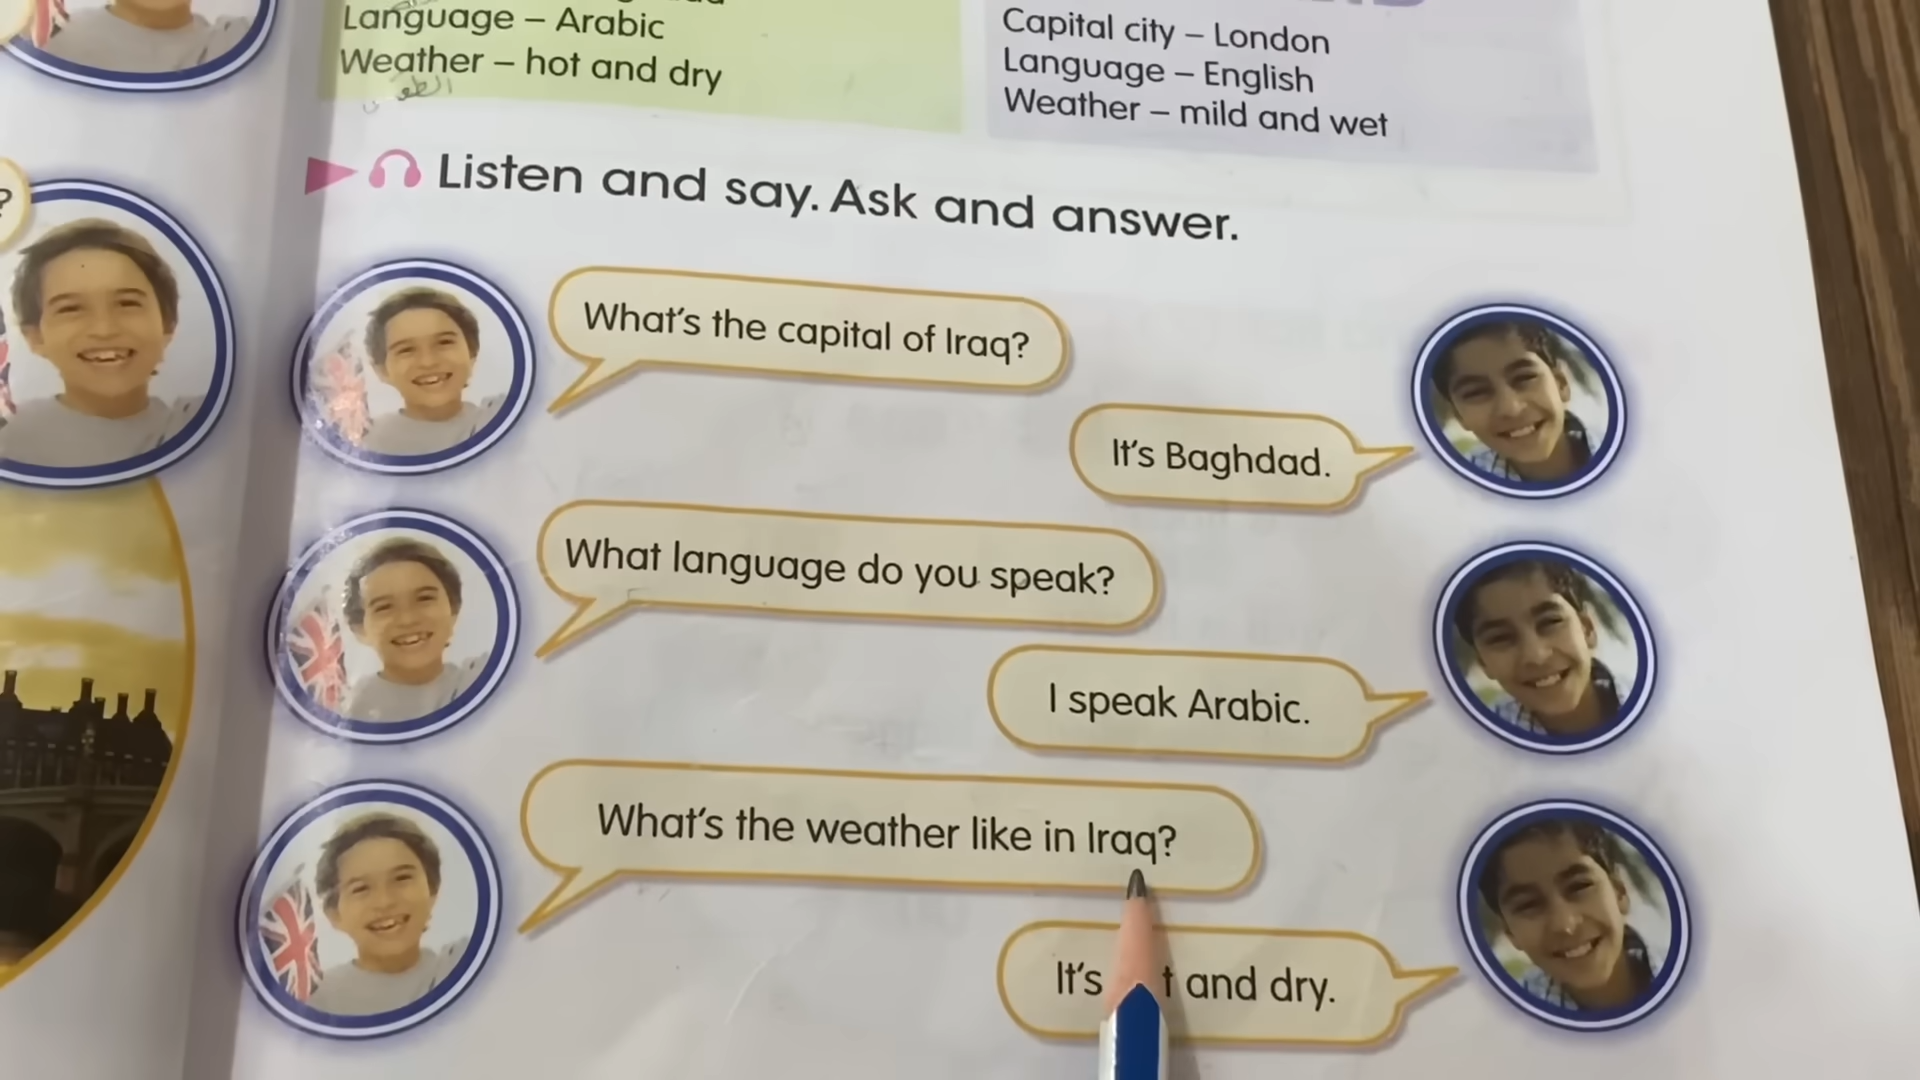 Language – Arabic
Weather – hot and dry
الطقس
Capital city – London
Language – English
Weather – mild and wet
Listen and say. Ask and answer.
?
What's the capital of Iraq?
It's Baghdad.
What language do you speak?
I speak Arabic.
What's the weather like in Iraq?
It's t and dry.